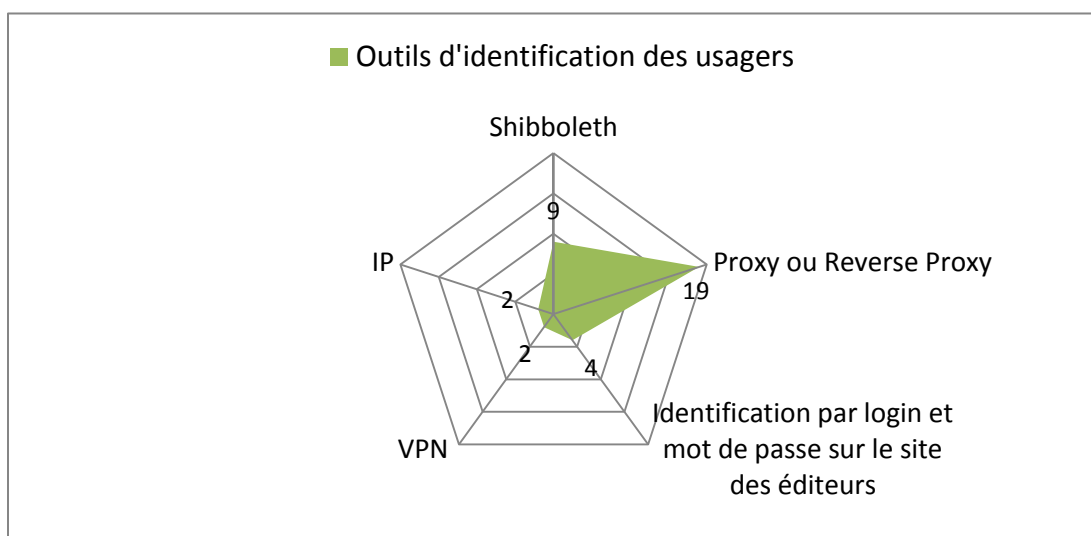 Outils d'identification des usagers
Shibboleth
9
IP
Proxy ou Reverse Proxy
19
2
2
4
Identification par login et
mot de passe sur le site
des éditeurs
VPN